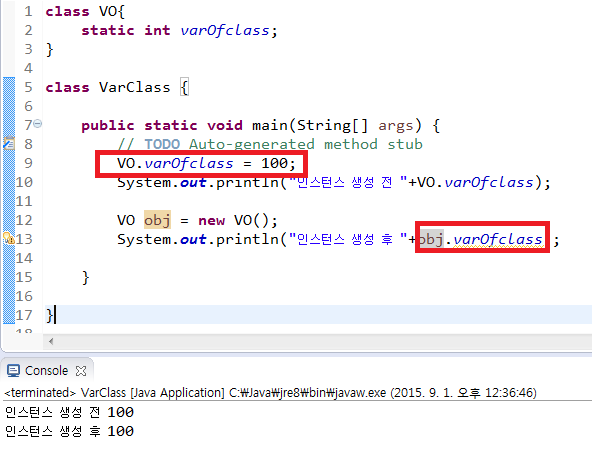 1 class VO{
2 static int varOfclass;
3 }
4
5 class VarClass {
6
7 public static void main(String[] args) {
8 // TODO Auto-generated method stub
9 VO.varOfclass = 100;
10 System.out.println("인스턴스 생성 전 "+VO.varOfclass);
11
12 VO obj = new VO();
13 System.out.println("인스턴스 생성 후 "+obj.varOfclass ;
14
15 }
16
17 }
Console
<terminated> VarClass [Java Application] C:₩Java₩jre8₩bin₩javaw.exe (2015. 9. 1. 오후 12:36:46)
인스턴스 생성 전 100
인스턴스 생성 후 100